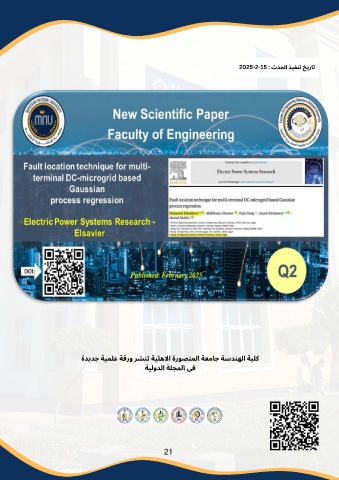 تاريخ تنفيذ الحدث : 15-2-2025
MNU
New Scientific Paper
Faculty of Engineering
Fault location technique for multi-
terminal DC-microgrid based
Gaussian
process regression
Electric Power Systems Research -
Elsavier
Electric Power Systems Research
ELSEVIER
Fault location technique for multi-terminal DC-microgrid based Gaussian
process regression
DOI:
Published: February 2025
Q2
كلية الهندسة جامعة المنصورة الاهلية تنشر ورقة علمية جديدة
فى المجلة الدولية
21